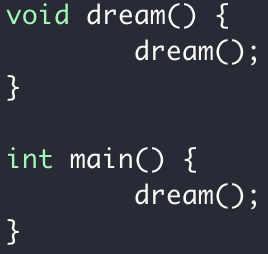 void dream() {
        dream();
}

int main() {
        dream();
}